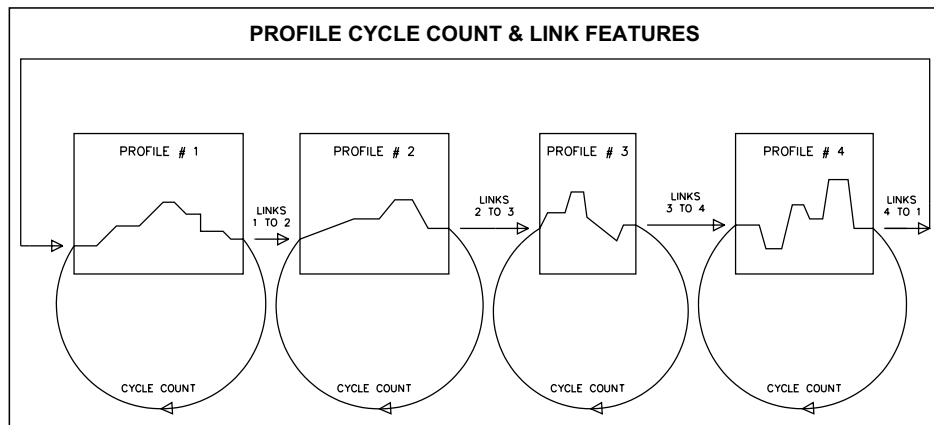 PROFILE CYCLE COUNT & LINK FEATURES
PROFILE # 1
LINKS
1 TO 2
PROFILE # 2
LINKS
2 TO 3
PROFILE # 3
LINKS
3 TO 4
PROFILE # 4
LINKS
4 TO 1
CYCLE COUNT
CYCLE COUNT
CYCLE COUNT
CYCLE COUNT